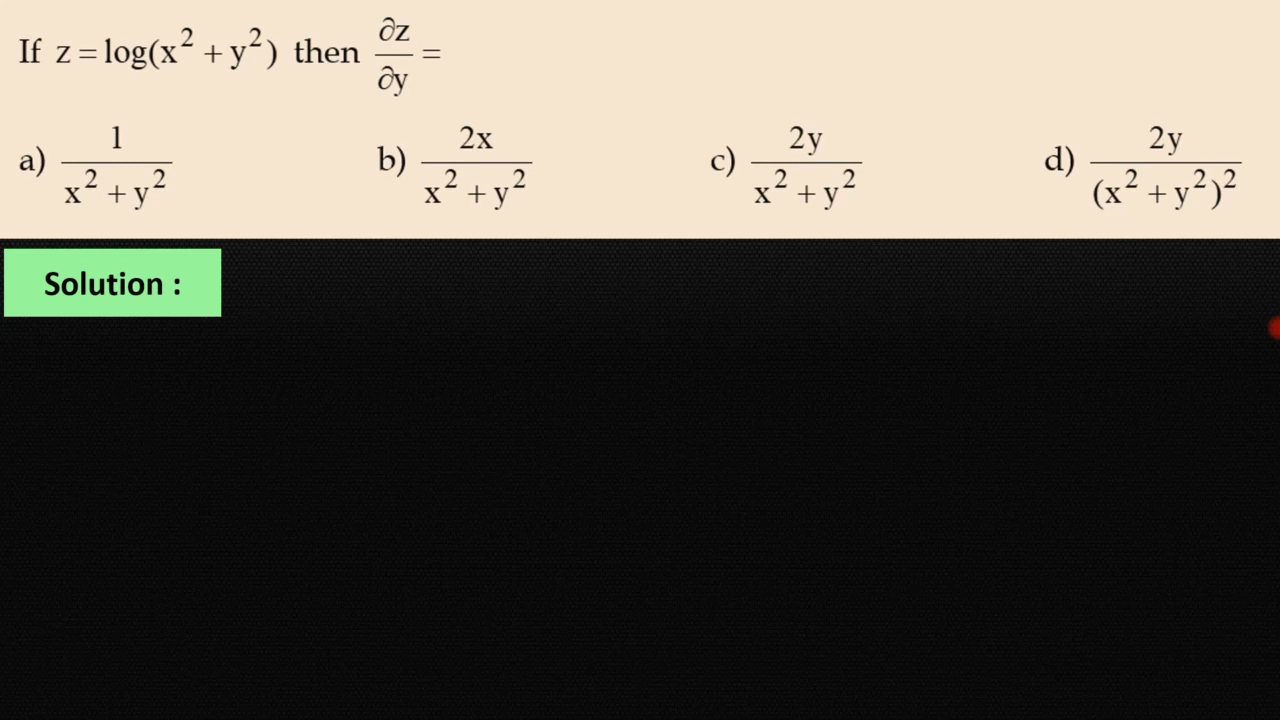 If z = log(x² + y²) then ∂z/∂y =
a) 1/(x² + y²) b) 2x/(x² + y²) c) 2y/(x² + y²) d) 2y/(x² + y²)²
Solution :